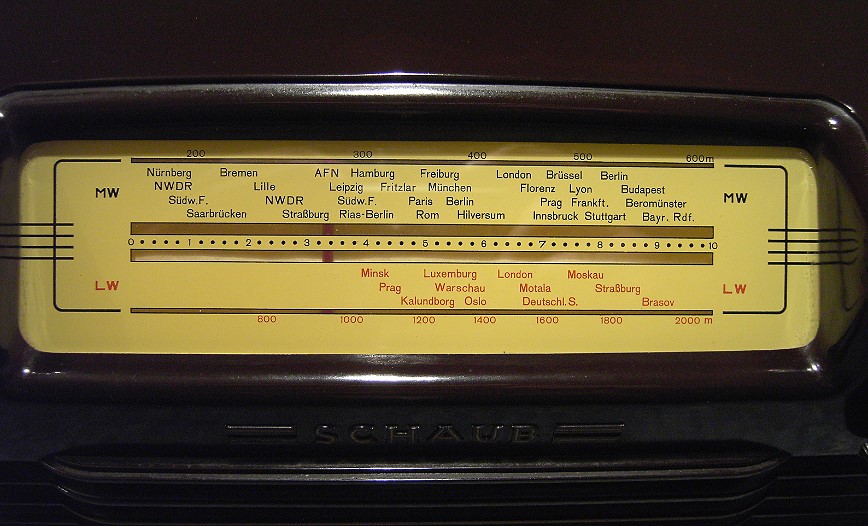 200 300 400 500 600m
Nürnberg Bremen AFN Hamburg Freiburg London Brüssel Berlin
MW NWDR Lille Leipzig Fritzlar München Florenz Lyon Budapest MW
Südw.F. NWDR Südw.F. Paris Berlin Prag Frankft. Beromünster
Saarbrücken Straßburg Rias-Berlin Rom Hilversum Innsbruck Stuttgart Bayr. Rdf.
0 1 2 3 4 5 6 7 8 9 10
Minsk Luxemburg London Moskau
LW Prag Warschau Motala Straßburg LW
Kalundborg Oslo Deutschl.S. Brasov
800 1000 1200 1400 1600 1800 2000 m
SCHAUB